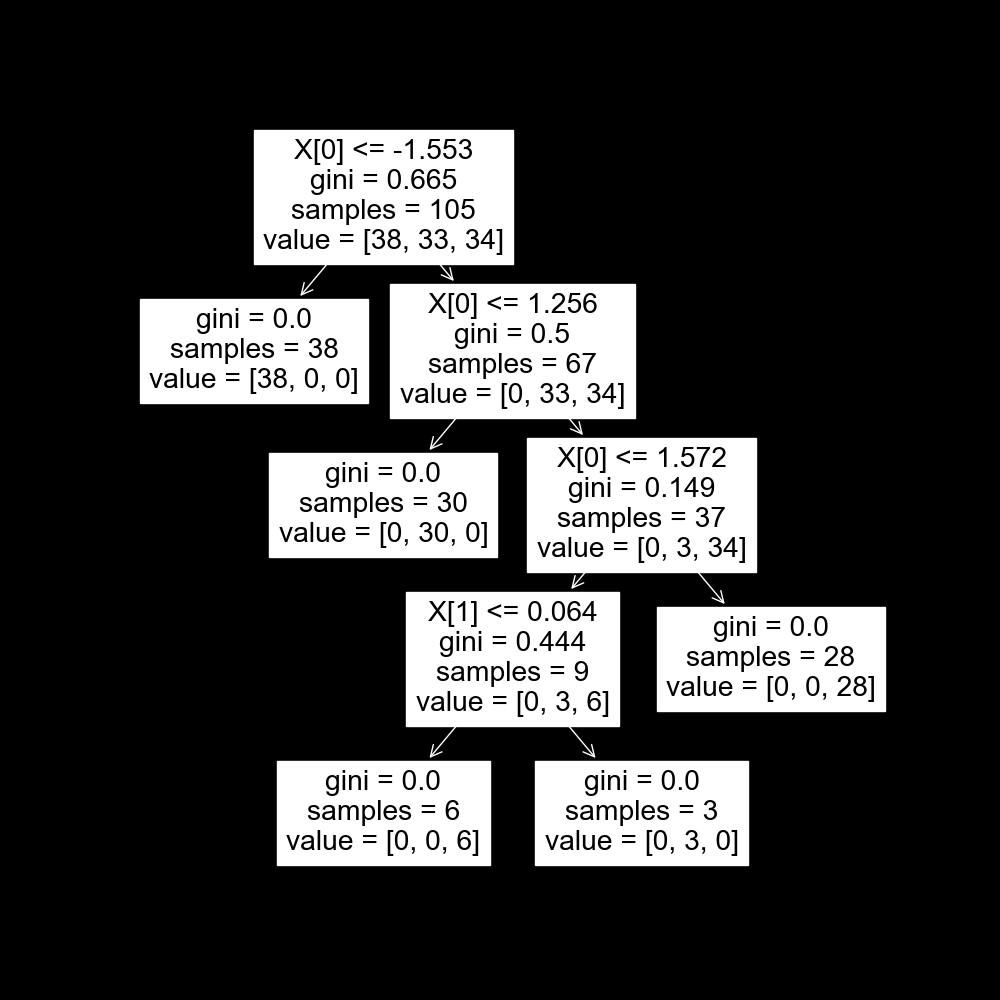 X[0] <= -1.553
gini = 0.665
samples = 105
value = [38, 33, 34]
gini = 0.0
samples = 38
value = [38, 0, 0]
X[0] <= 1.256
gini = 0.5
samples = 67
value = [0, 33, 34]
gini = 0.0
samples = 30
value = [0, 30, 0]
X[0] <= 1.572
gini = 0.149
samples = 37
value = [0, 3, 34]
X[1] <= 0.064
gini = 0.444
samples = 9
value = [0, 3, 6]
gini = 0.0
samples = 28
value = [0, 0, 28]
gini = 0.0
samples = 6
value = [0, 0, 6]
gini = 0.0
samples = 3
value = [0, 3, 0]